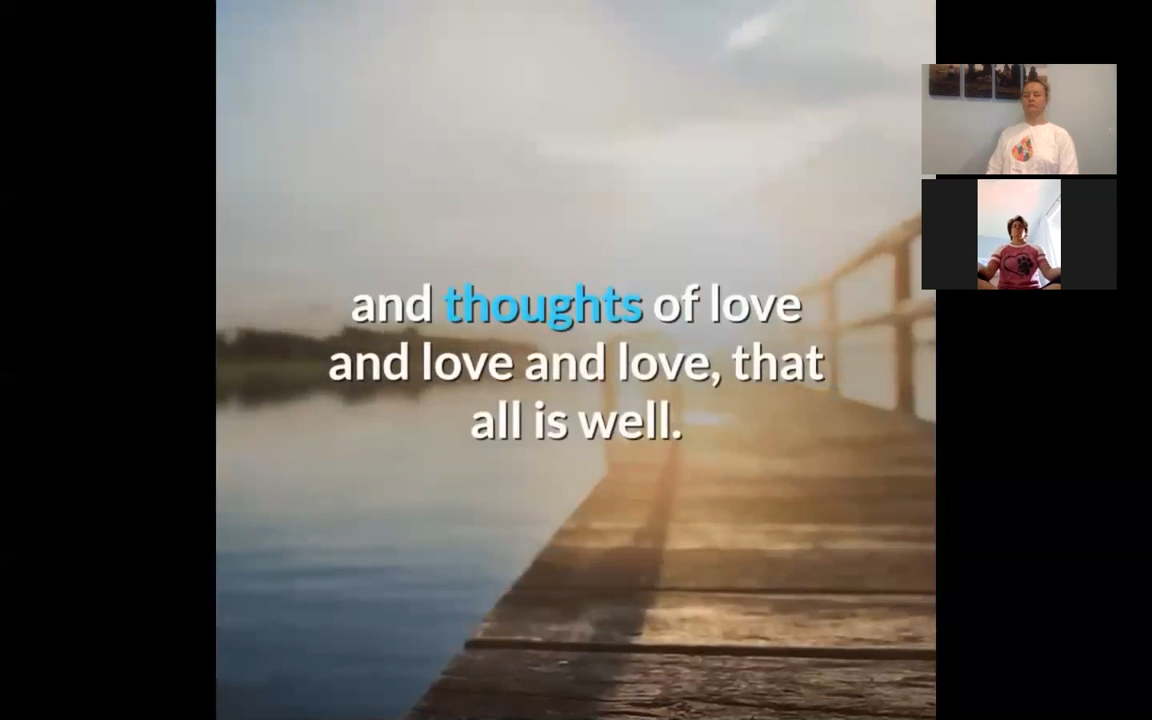 and thoughts of love
and love and love, that
all is well.